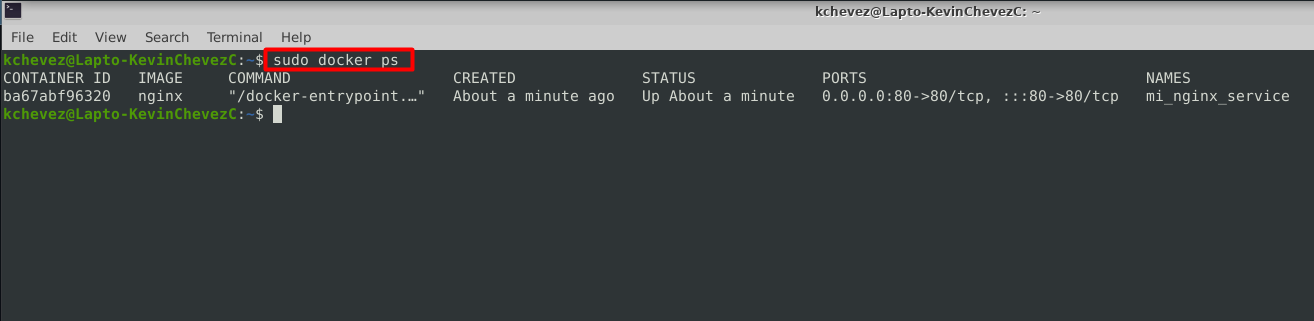 kchevez@Lapto-KevinChevezC: ~
File Edit View Search Terminal Help
kchevez@Lapto-KevinChevezC:~$ sudo docker ps
CONTAINER ID   IMAGE     COMMAND                  CREATED              STATUS              PORTS                               NAMES
ba67abf96320   nginx     "/docker-entrypoint.…"   About a minute ago   Up About a minute   0.0.0.0:80->80/tcp, :::80->80/tcp   mi_nginx_service
kchevez@Lapto-KevinChevezC:~$